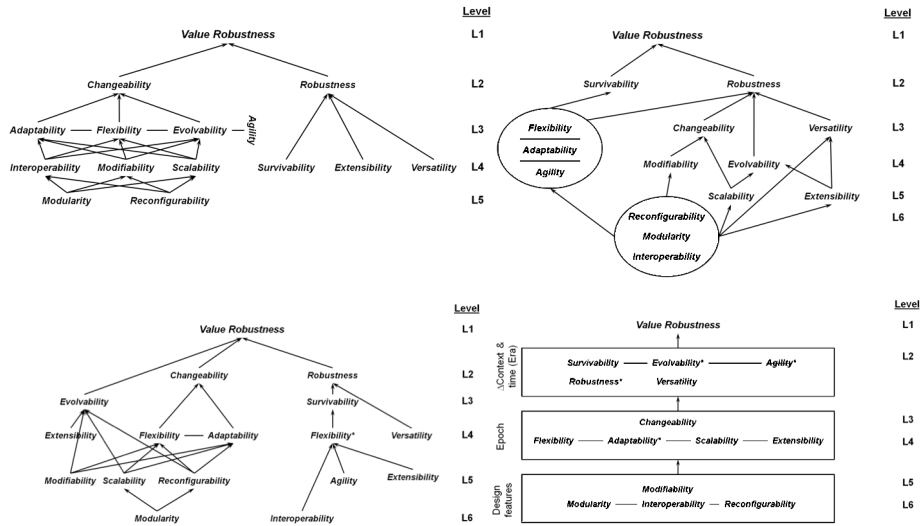 Level
Value Robustness
L1
Changeability
Robustness
L2
Adaptability
Flexibility
Evolvability
Agility
L3
Interoperability
Modifiability
Scalability
Survivability
Extensibility
Versatility
L4
Modularity
Reconfigurability
L5
Level
Value Robustness
L1
Survivability
Robustness
L2
Flexibility
Adaptability
Agility
Changeability
Versatility
L3
Modifiability
Evolvability
L4
Scalability
Extensibility
L5
Reconfigurability
Modularity
Interoperability
L6
Level
Value Robustness
L1
Changeability
Robustness
L2
Evolvability
Survivability
L3
Extensibility
Flexibility
Adaptability
Flexibility*
Versatility
L4
Modifiability
Scalability
Reconfigurability
Agility
Extensibility
L5
Modularity
Interoperability
L6
Level
Value Robustness
L1
ΔContext &
time (Era)
Survivability
Evolvability*
Agility*
L2
Robustness*
Versatility
Epoch
Changeability
L3
Flexibility
Adaptability*
Scalability
Extensibility
L4
Design
features
Modifiability
L5
Modularity
Interoperability
Reconfigurability
L6